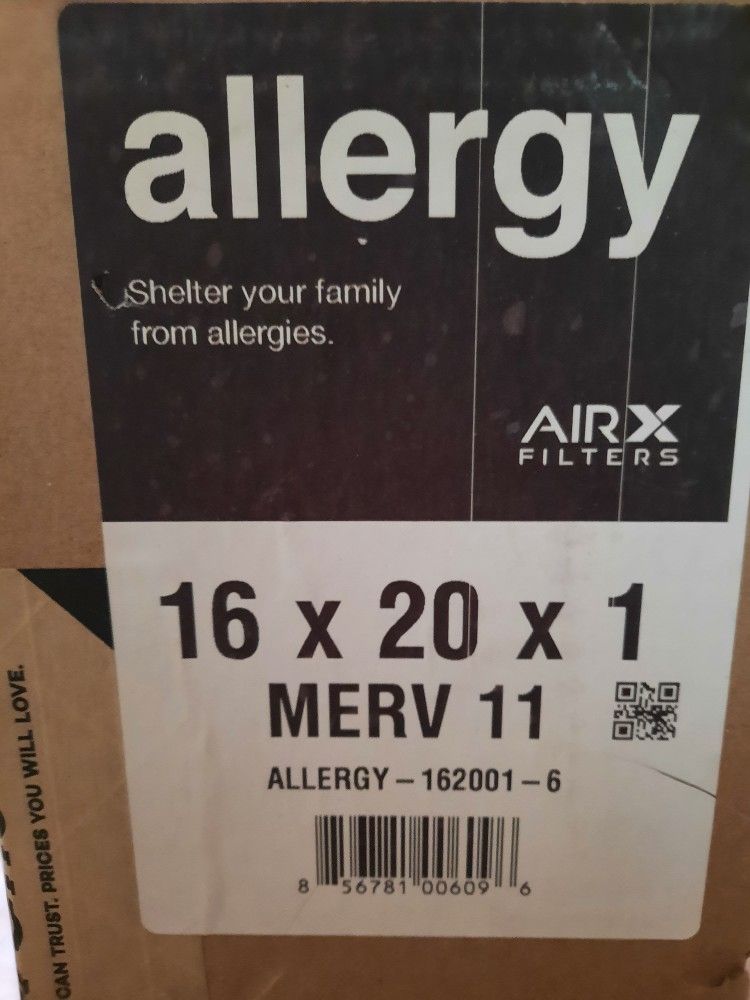 allergy
Shelter your family
from allergies.
AIRX
FILTERS
16 x 20 x 1
MERV 11
ALLERGY – 162001 – 6
8 56781 00609 6
CAN TRUST. PRICES YOU WILL LOVE.